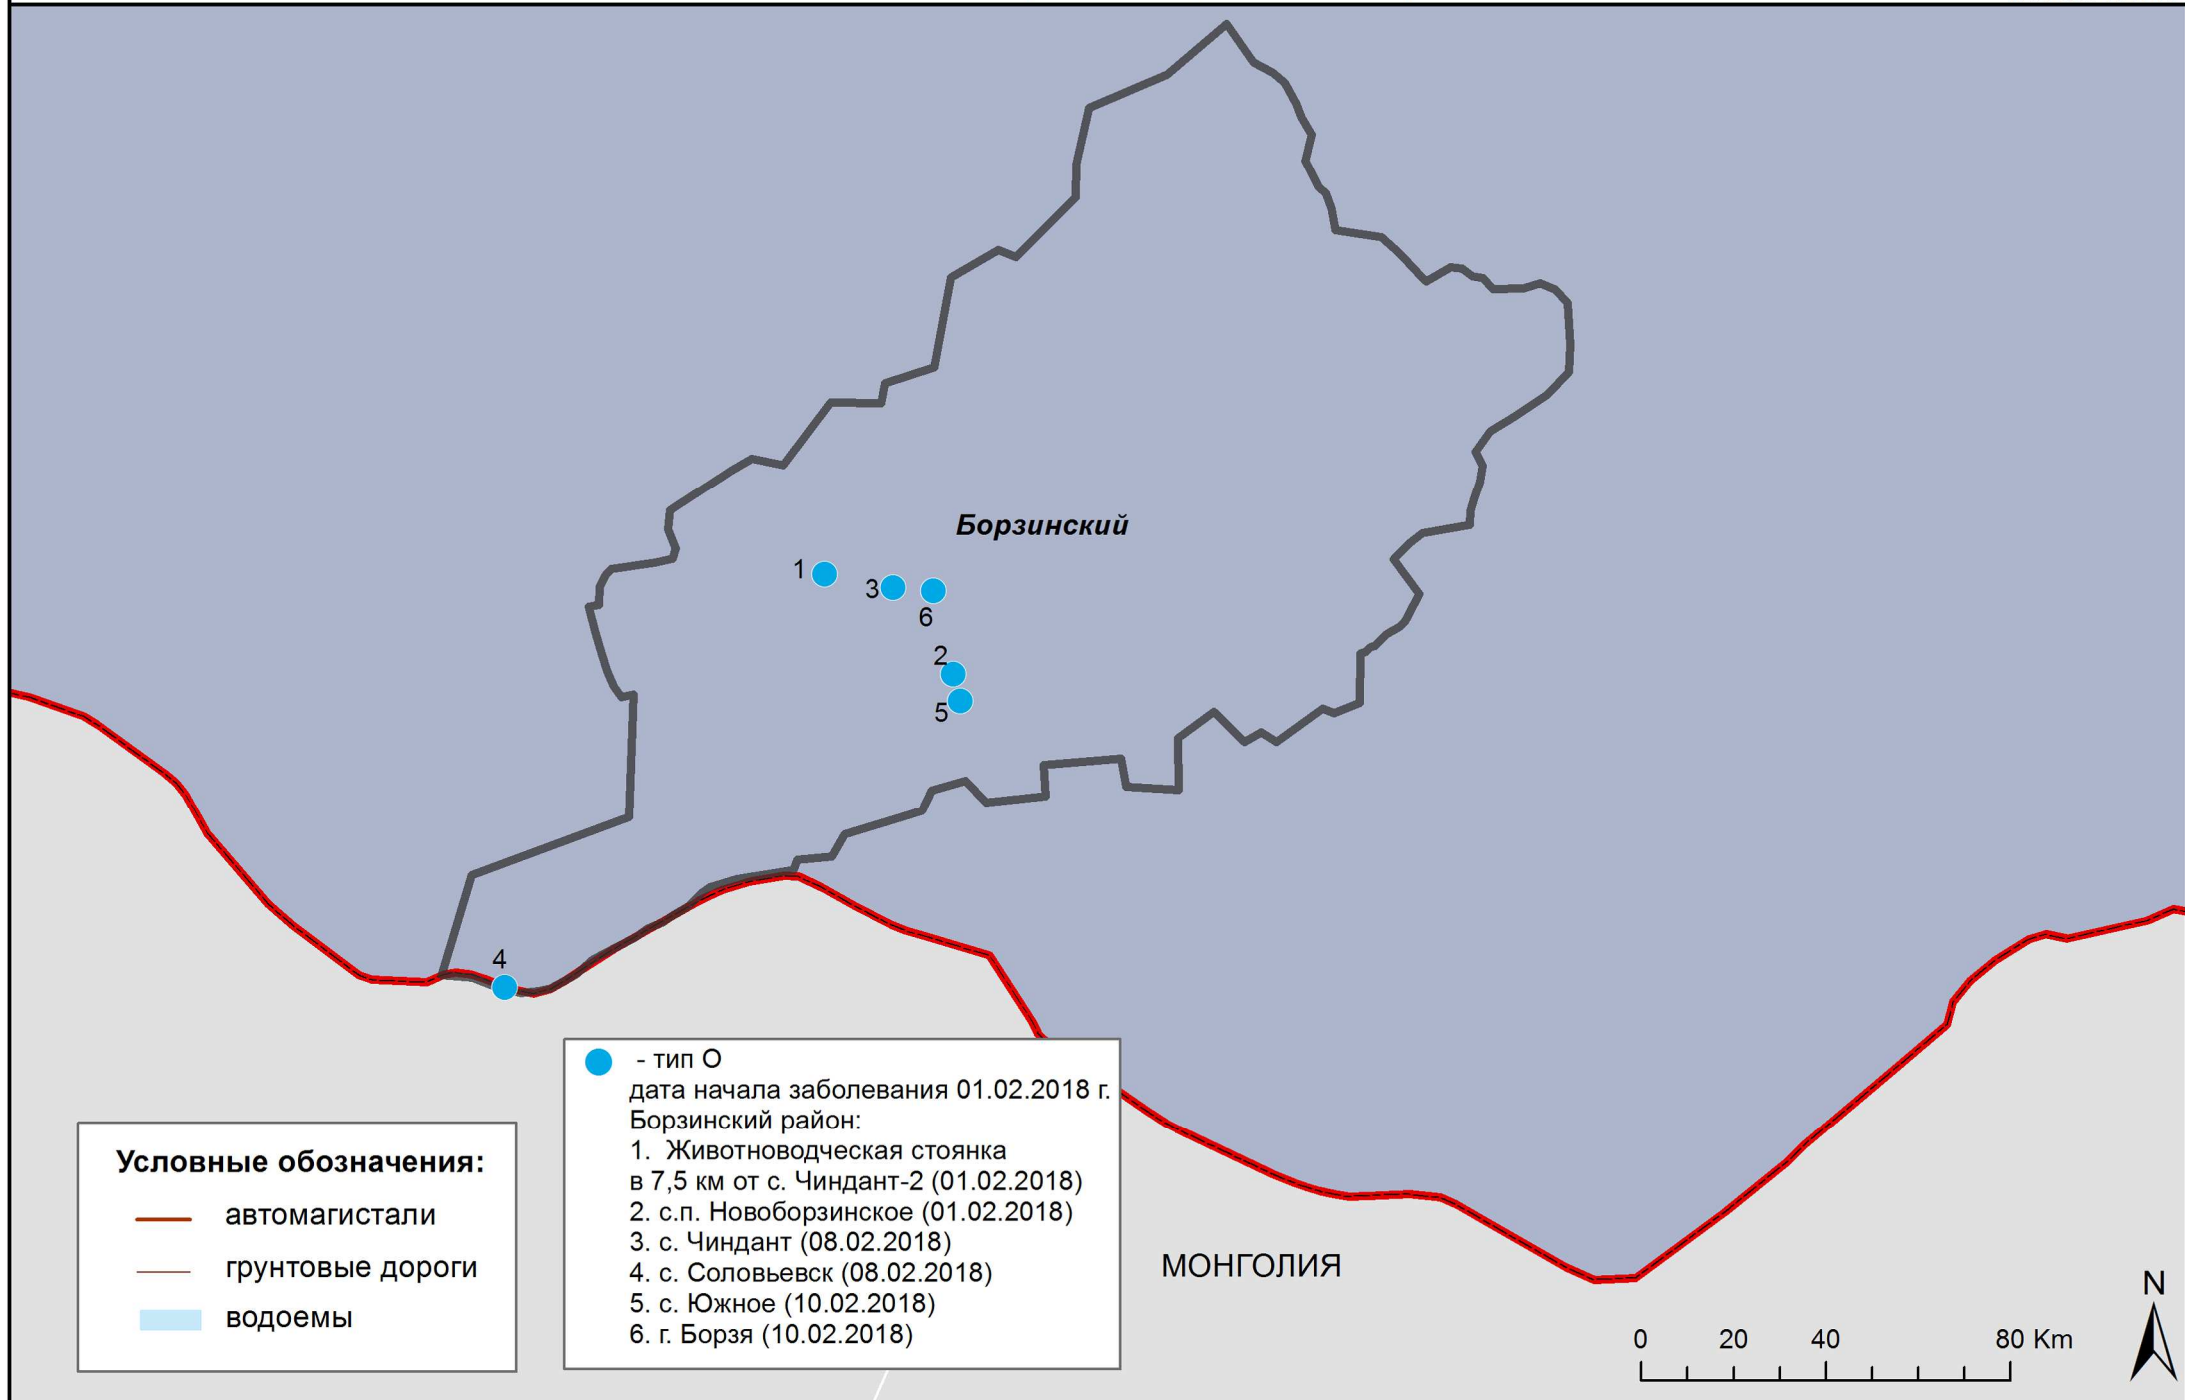 Борзинский
1
3
6
2
5
4
- тип О
дата начала заболевания 01.02.2018 г.
Борзинский район:
1. Животноводческая стоянка
в 7,5 км от с. Чиндант-2 (01.02.2018)
2. с.п. Новоборзинское (01.02.2018)
3. с. Чиндант (08.02.2018)
4. с. Соловьевск (08.02.2018)
5. с. Южное (10.02.2018)
6. г. Борзя (10.02.2018)
Условные обозначения:
автомагистали
грунтовые дороги
водоемы
МОНГОЛИЯ
N
0 20 40 80 Km